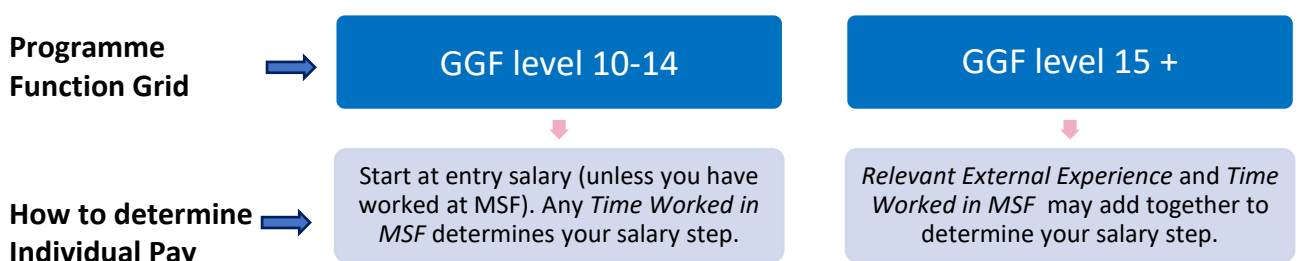 Programme
Function Grid
GGF level 10-14
GGF level 15 +
How to determine
Individual Pay
Start at entry salary (unless you have
worked at MSF). Any Time Worked in
MSF determines your salary step.
Relevant External Experience and Time
Worked in MSF may add together to
determine your salary step.